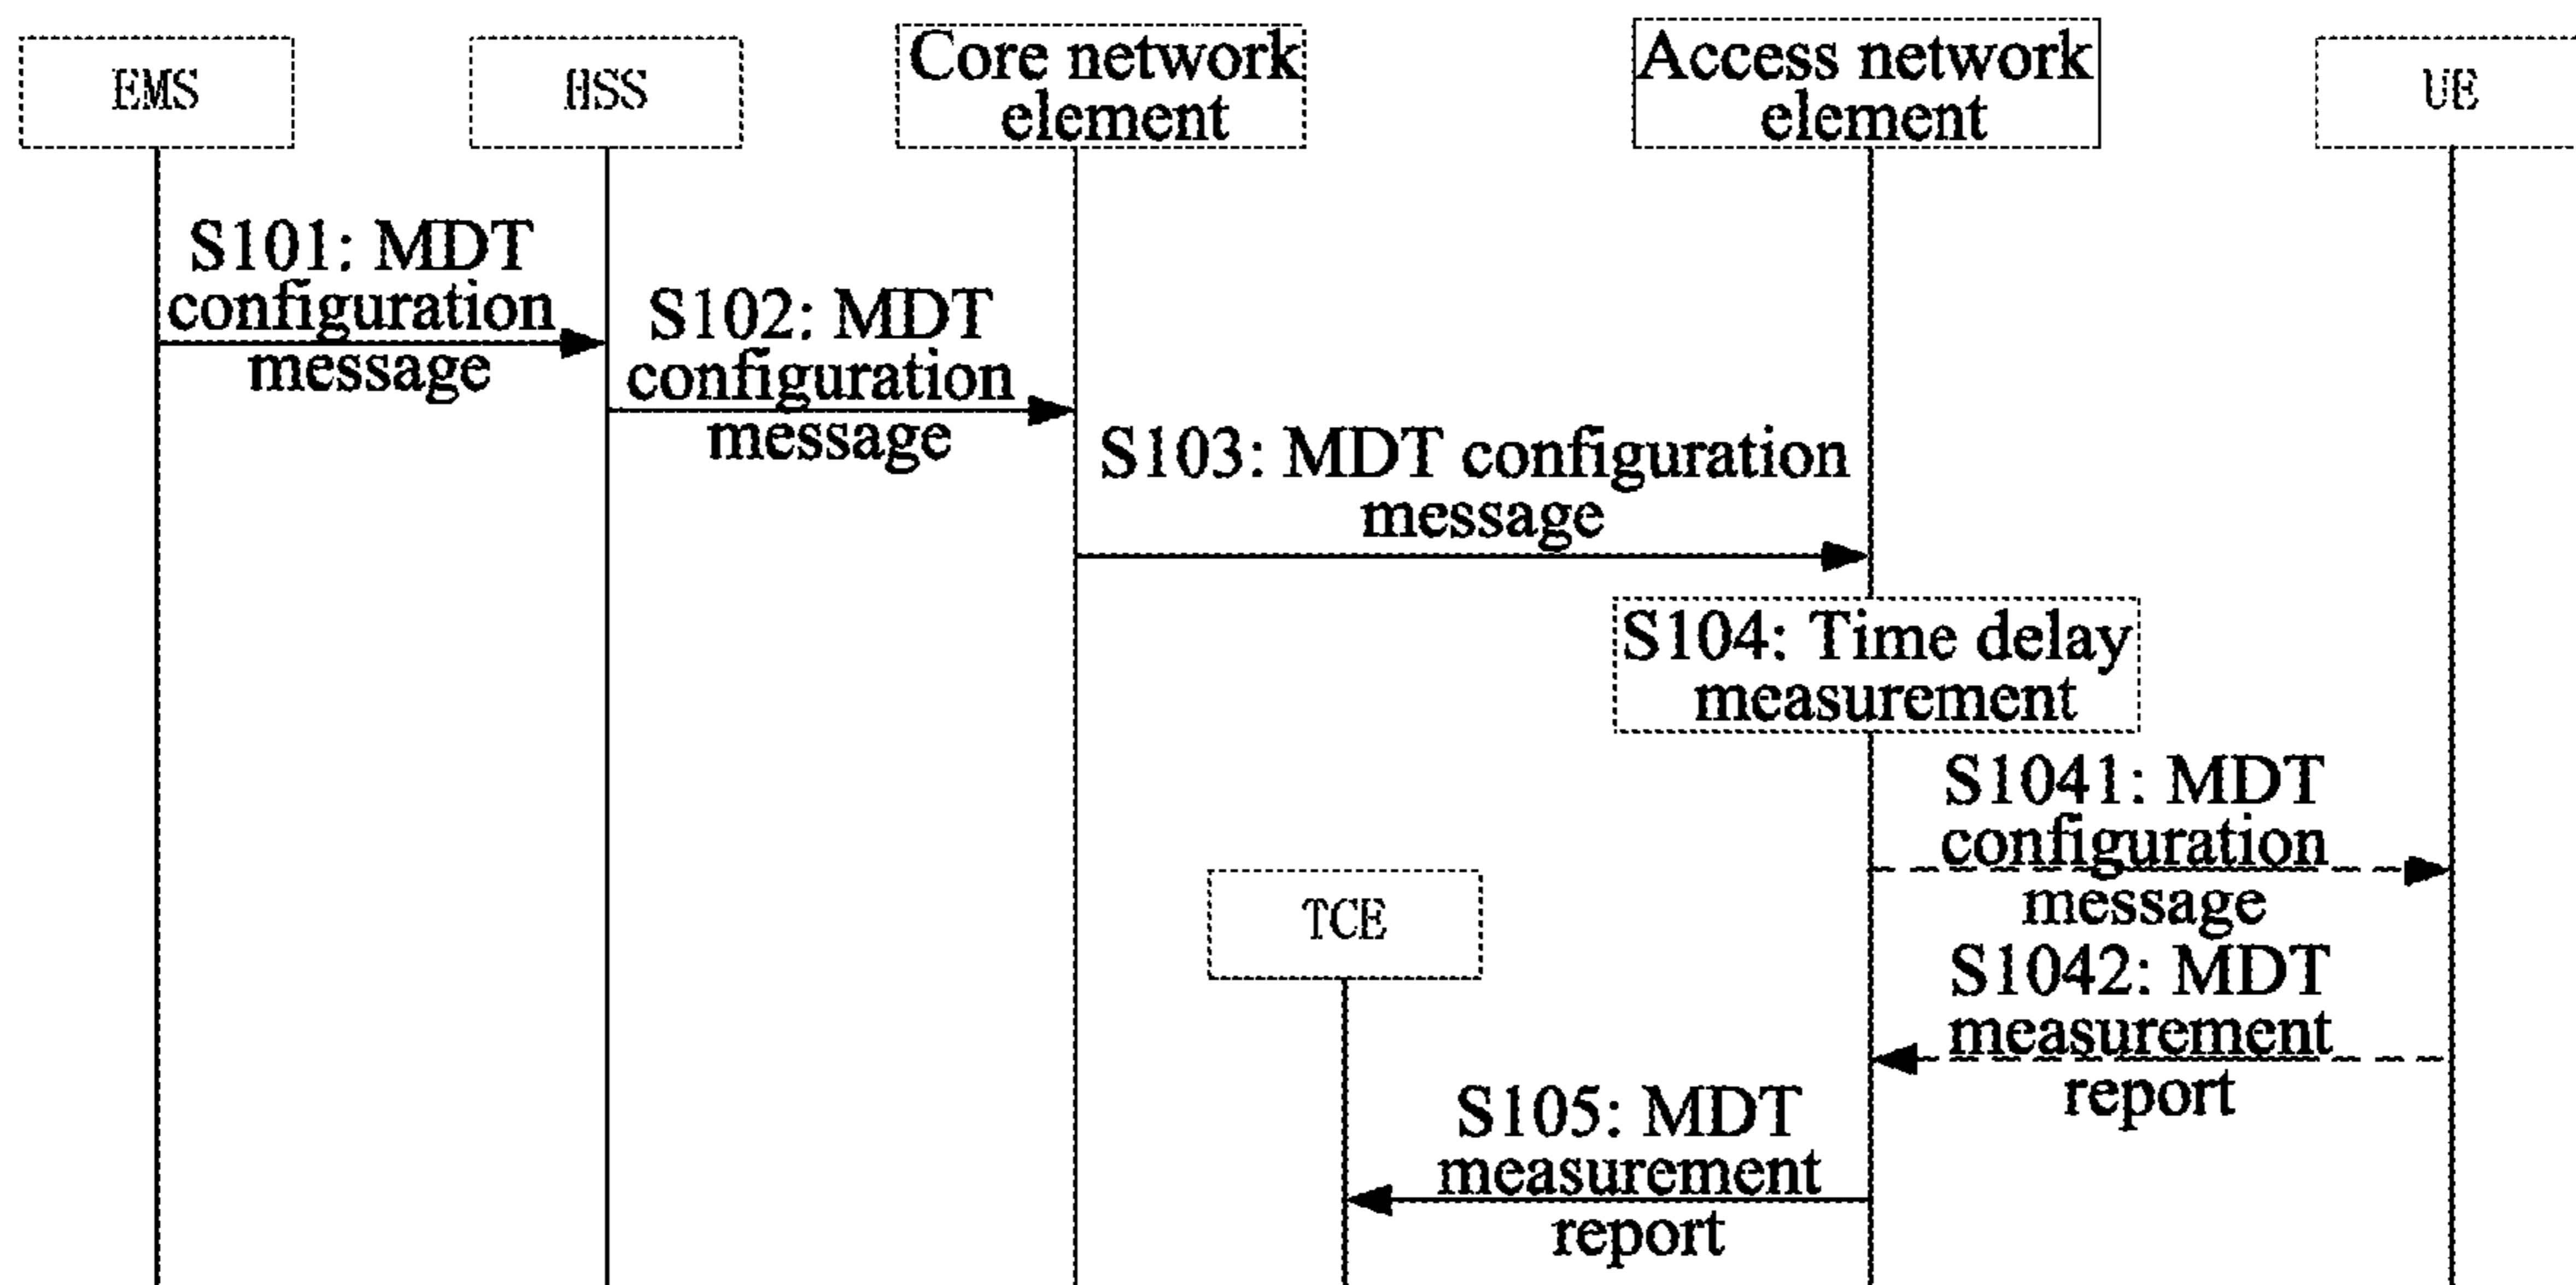 EMS
HSS
Core network
element
Access network
element
UE
S101: MDT
configuration
message
S102: MDT
configuration
message
S103: MDT configuration
message
S104: Time delay
measurement
S1041: MDT
configuration
message
TCE
S1042: MDT
measurement
report
S105: MDT
measurement
report